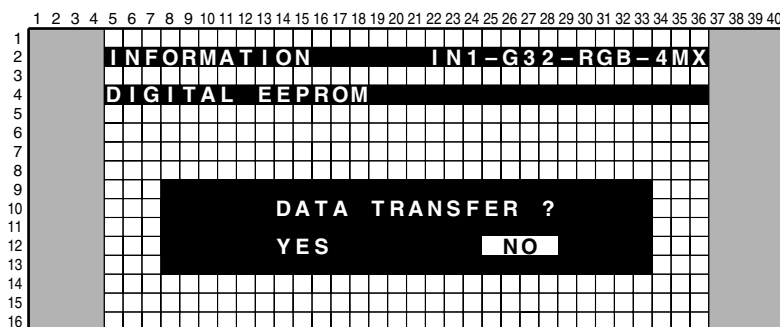 1 2 3 4 5 6 7 8 9 10 11 12 13 14 15 16 17 18 19 20 21 22 23 24 25 26 27 28 29 30 31 32 33 34 35 36 37 38 39 40
1
2 INFORMATION IN1–G32–RGB–4MX
3
4 DIGITAL EEPROM
5
6
7
8
9
10 DATA TRANSFER ?
11
12 YES NO
13
14
15
16